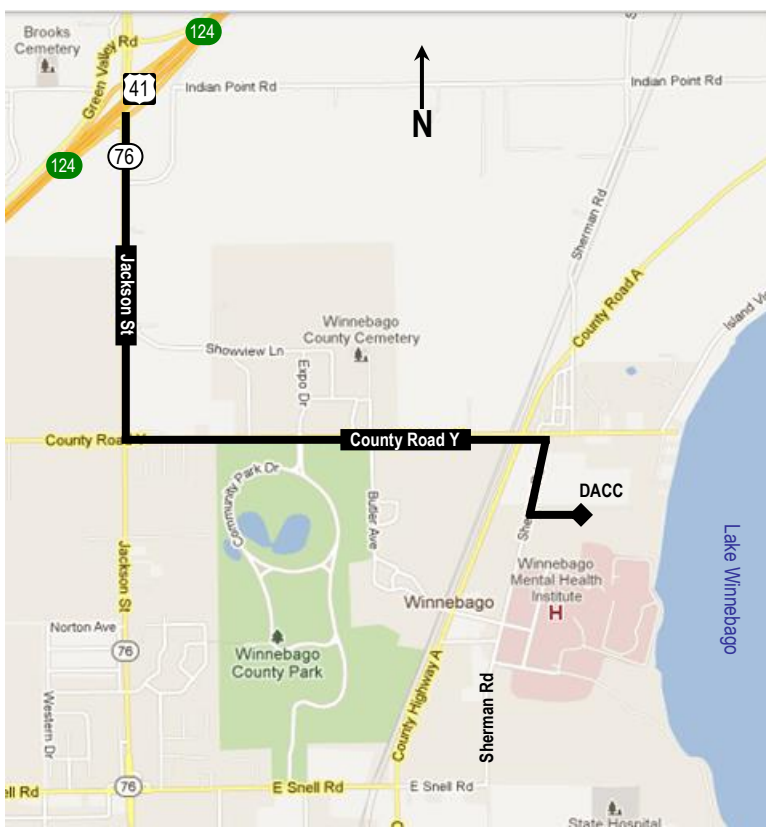 Brooks
Cemetery
Green Valley Rd
124
41
Indian Point Rd
Indian Point Rd
N
76
124
Sherman Rd
Jackson St
County Road A
Winnebago
County Cemetery
Showview Ln
Expo Dr
County Road Y
County Road Y
Community Park Dr
Butler Ave
DACC
Lake Winnebago
Jackson St
Winnebago
Mental Health
Institute
H
Winnebago
Norton Ave
76
Winnebago
County Park
Western Dr
County Highway A
Sherman Rd
76
ell Rd
E Snell Rd
E Snell Rd
State Hospital